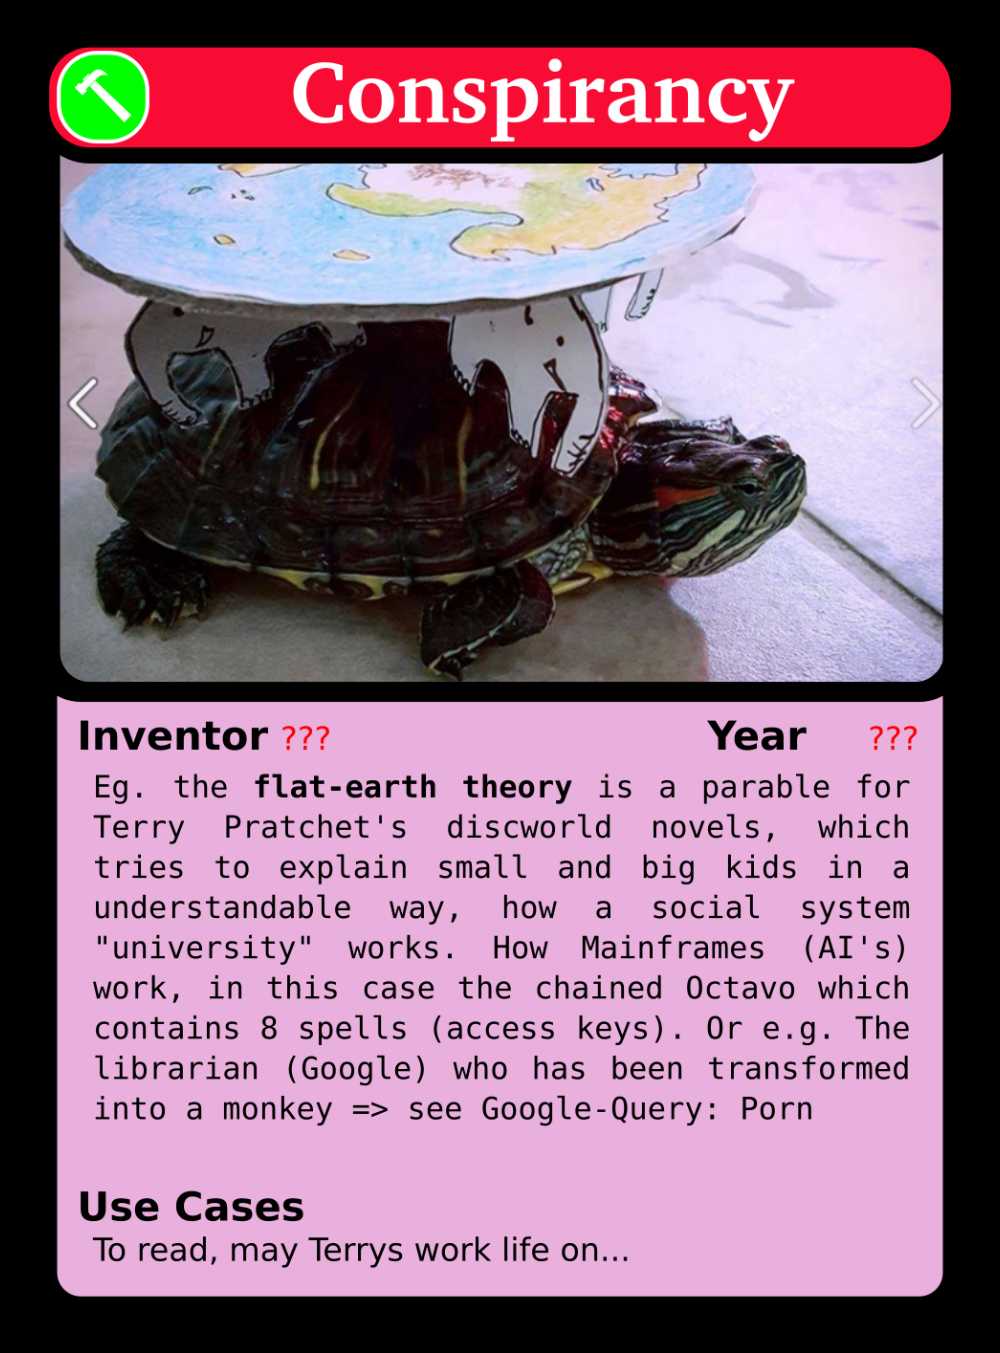 Conspirancy
Inventor ??? Year ???
Eg. the flat-earth theory is a parable for
Terry Pratchet's discworld novels, which
tries to explain small and big kids in a
understandable way, how a social system
"university" works. How Mainframes (AI's)
work, in this case the chained Octavo which
contains 8 spells (access keys). Or e.g. The
librarian (Google) who has been transformed
into a monkey => see Google-Query: Porn
Use Cases
To read, may Terrys work life on...